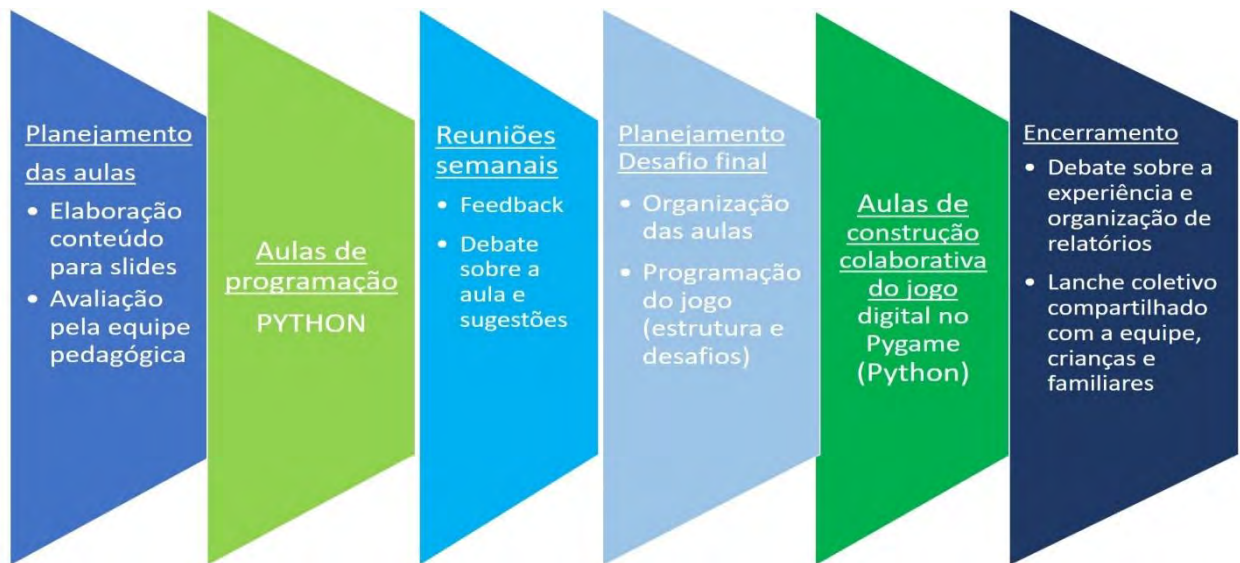 Planejamento
das aulas
• Elaboração
conteúdo
para slides
• Avaliação
pela equipe
pedagógica
Aulas de
programação
PYTHON
Reuniões
semanais
• Feedback
• Debate
sobre a
aula e
sugestões
Planejamento
Desafio final
• Organização
das aulas
• Programação
do jogo
(estrutura e
desafios)
Aulas de
construção
colaborativa
do jogo
digital no
Pygame
(Python)
Encerramento
• Debate sobre a
experiência e
organização de
relatórios
• Lanche coletivo
compartilhado
com a equipe,
crianças e
familiares